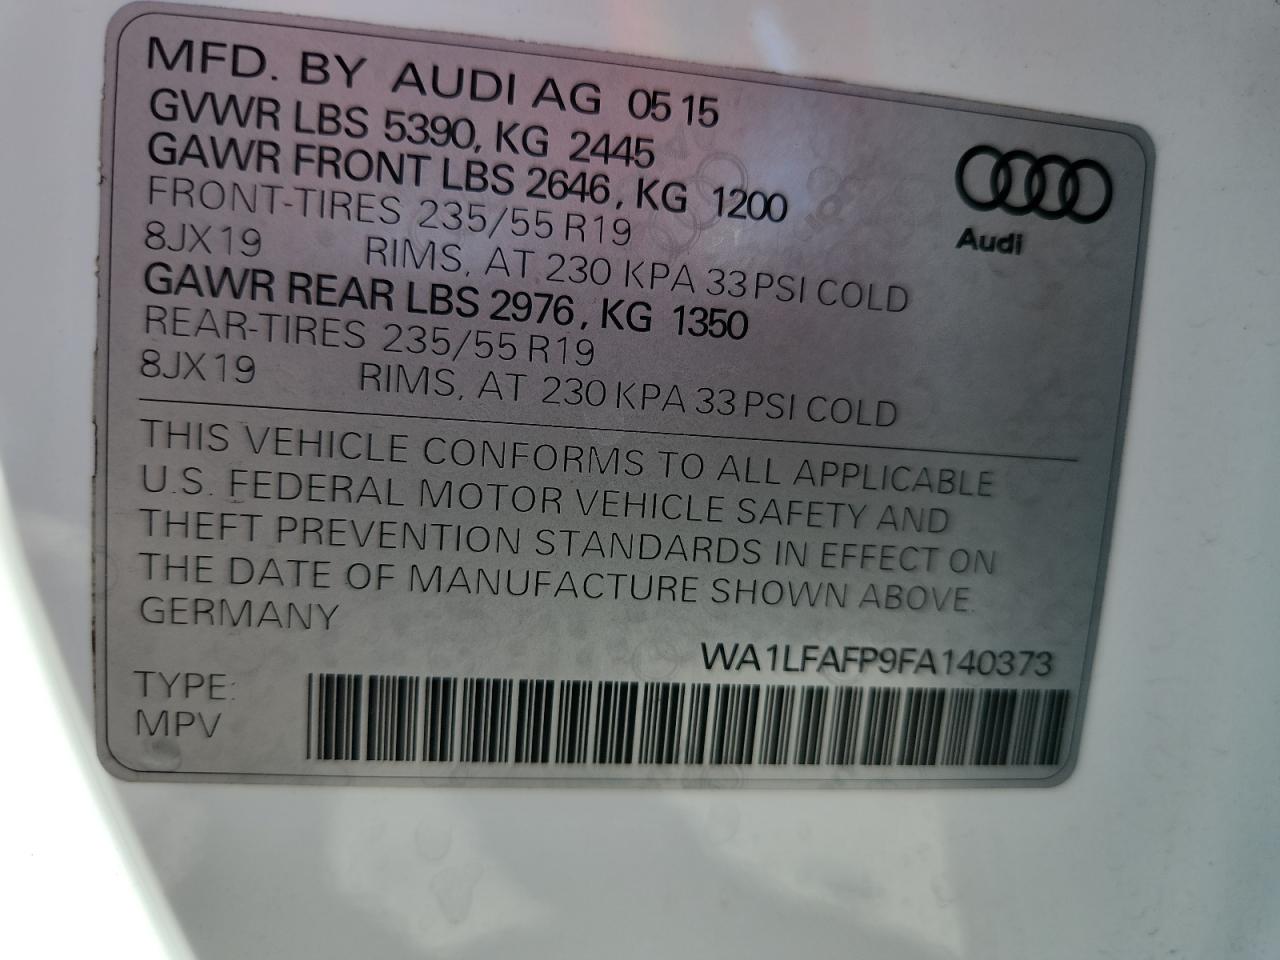 MFD. BY AUDI AG 05 15
GVWR LBS 5390, KG 2445
GAWR FRONT LBS 2646, KG 1200
FRONT-TIRES 235/55 R19
8JX19 RIMS, AT 230 KPA 33 PSI COLD
GAWR REAR LBS 2976, KG 1350
REAR-TIRES 235/55 R19
8JX19 RIMS, AT 230 KPA 33 PSI COLD
Audi
THIS VEHICLE CONFORMS TO ALL APPLICABLE
U.S. FEDERAL MOTOR VEHICLE SAFETY AND
THEFT PREVENTION STANDARDS IN EFFECT ON
THE DATE OF MANUFACTURE SHOWN ABOVE.
GERMANY
WA1LFAFP9FA140373
TYPE:
MPV